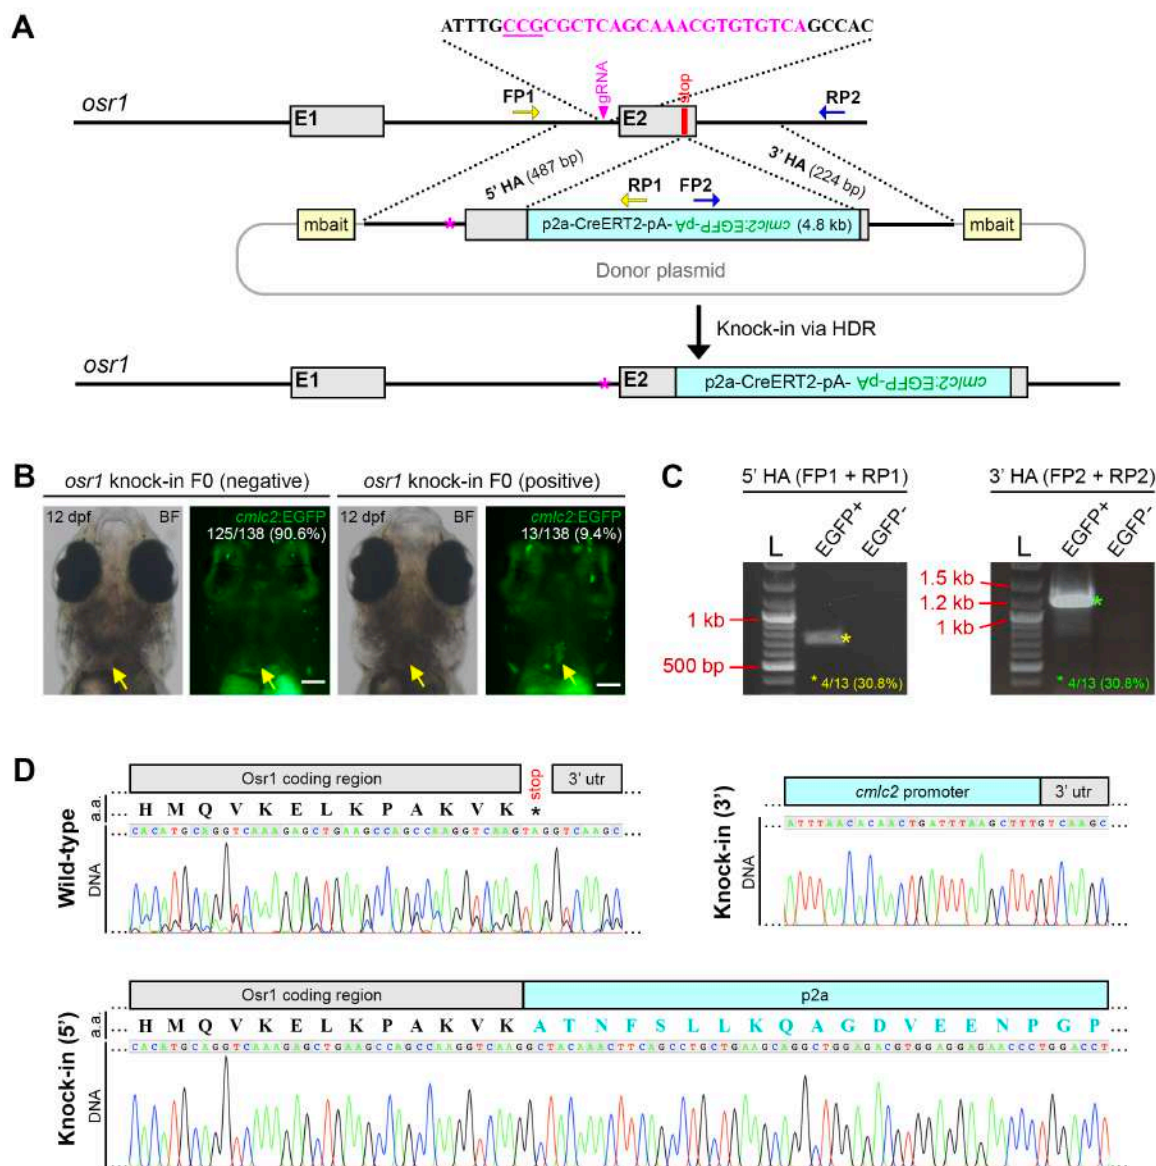 A
ATTTGCCGCGCTCAGCAAACGTGTGTCAGCCAC
FP1
gRNA
stop
RP2
osr1
E1
E2
5' HA (487 bp)
3' HA (224 bp)
RP1
FP2
mbait
p2a-CreERT2-pA- cmlc2:EGFP-pA (4.8 kb)
mbait
Donor plasmid
Knock-in via HDR
osr1
E1
E2
p2a-CreERT2-pA- cmlc2:EGFP-pA
B
osr1 knock-in F0 (negative)
osr1 knock-in F0 (positive)
12 dpf
BF
cmlc2:EGFP
125/138 (90.6%)
12 dpf
BF
cmlc2:EGFP
13/138 (9.4%)
C
5' HA (FP1 + RP1)
L
EGFP+
EGFP-
1 kb
500 bp
* 4/13 (30.8%)
3' HA (FP2 + RP2)
L
EGFP+
EGFP-
1.5 kb
1.2 kb
1 kb
* 4/13 (30.8%)
D
Wild-type
Osr1 coding region
stop
3' utr
a.a.
H M Q V K E L K P A K V K *
DNA
CACATGCAGGTCAAAGAGCTGAAGCCAGCCAAGGTCAAGTAGGTCAAGC
Knock-in (3')
cmlc2 promoter
3' utr
DNA
ATTTAACACAACTGATTTAAGCTTTGTCAAGC
Knock-in (5')
Osr1 coding region
p2a
a.a.
H M Q V K E L K P A K V K A T N F S L L K Q A G D V E E N P G P
DNA
CACATGCAGGTCAAAGAGCTGAAGCCAGCCAAGGTCAAGGCTACAAACTTCAGCCTGCTGAAGCAGGCTGGAGACGTGGAGGAGAACCCTGGACCT